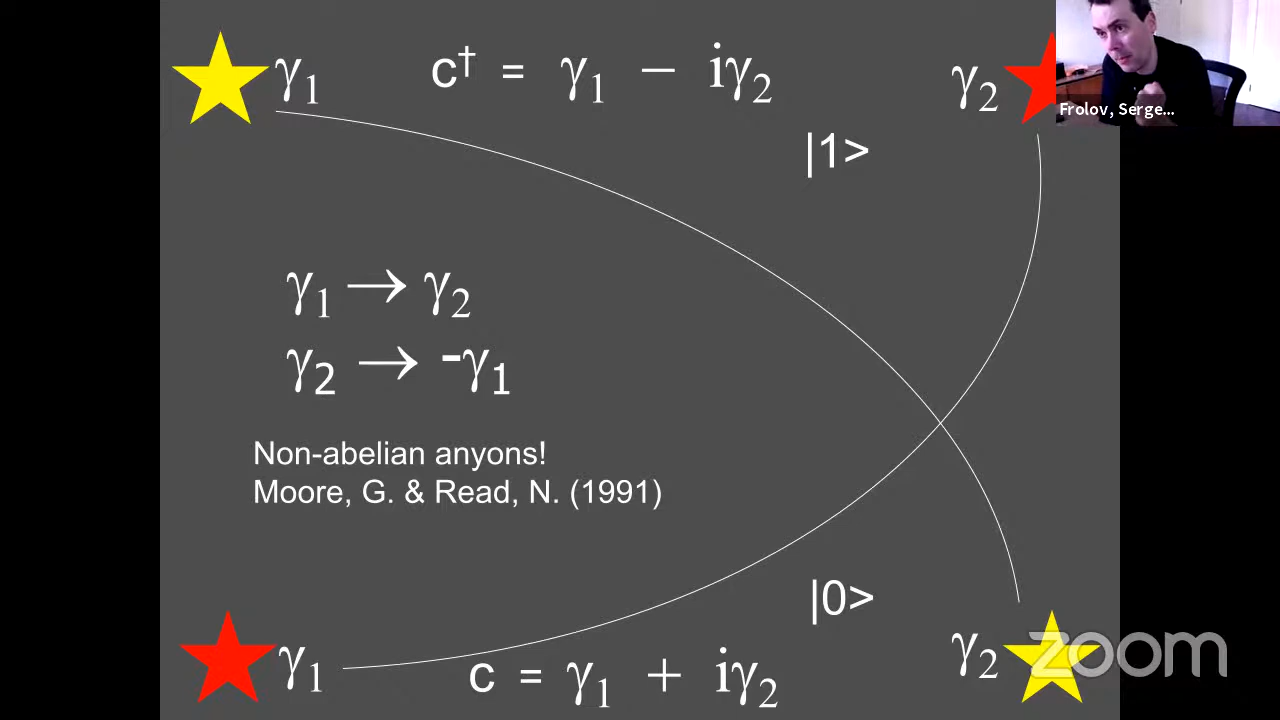 γ₁ c† = γ₁ − iγ₂ γ₂
Frolov, Serge...
|1>
γ₁ → γ₂
γ₂ → -γ₁
Non-abelian anyons!
Moore, G. & Read, N. (1991)
|0>
γ₁ c = γ₁ + iγ₂ γ₂
zoom